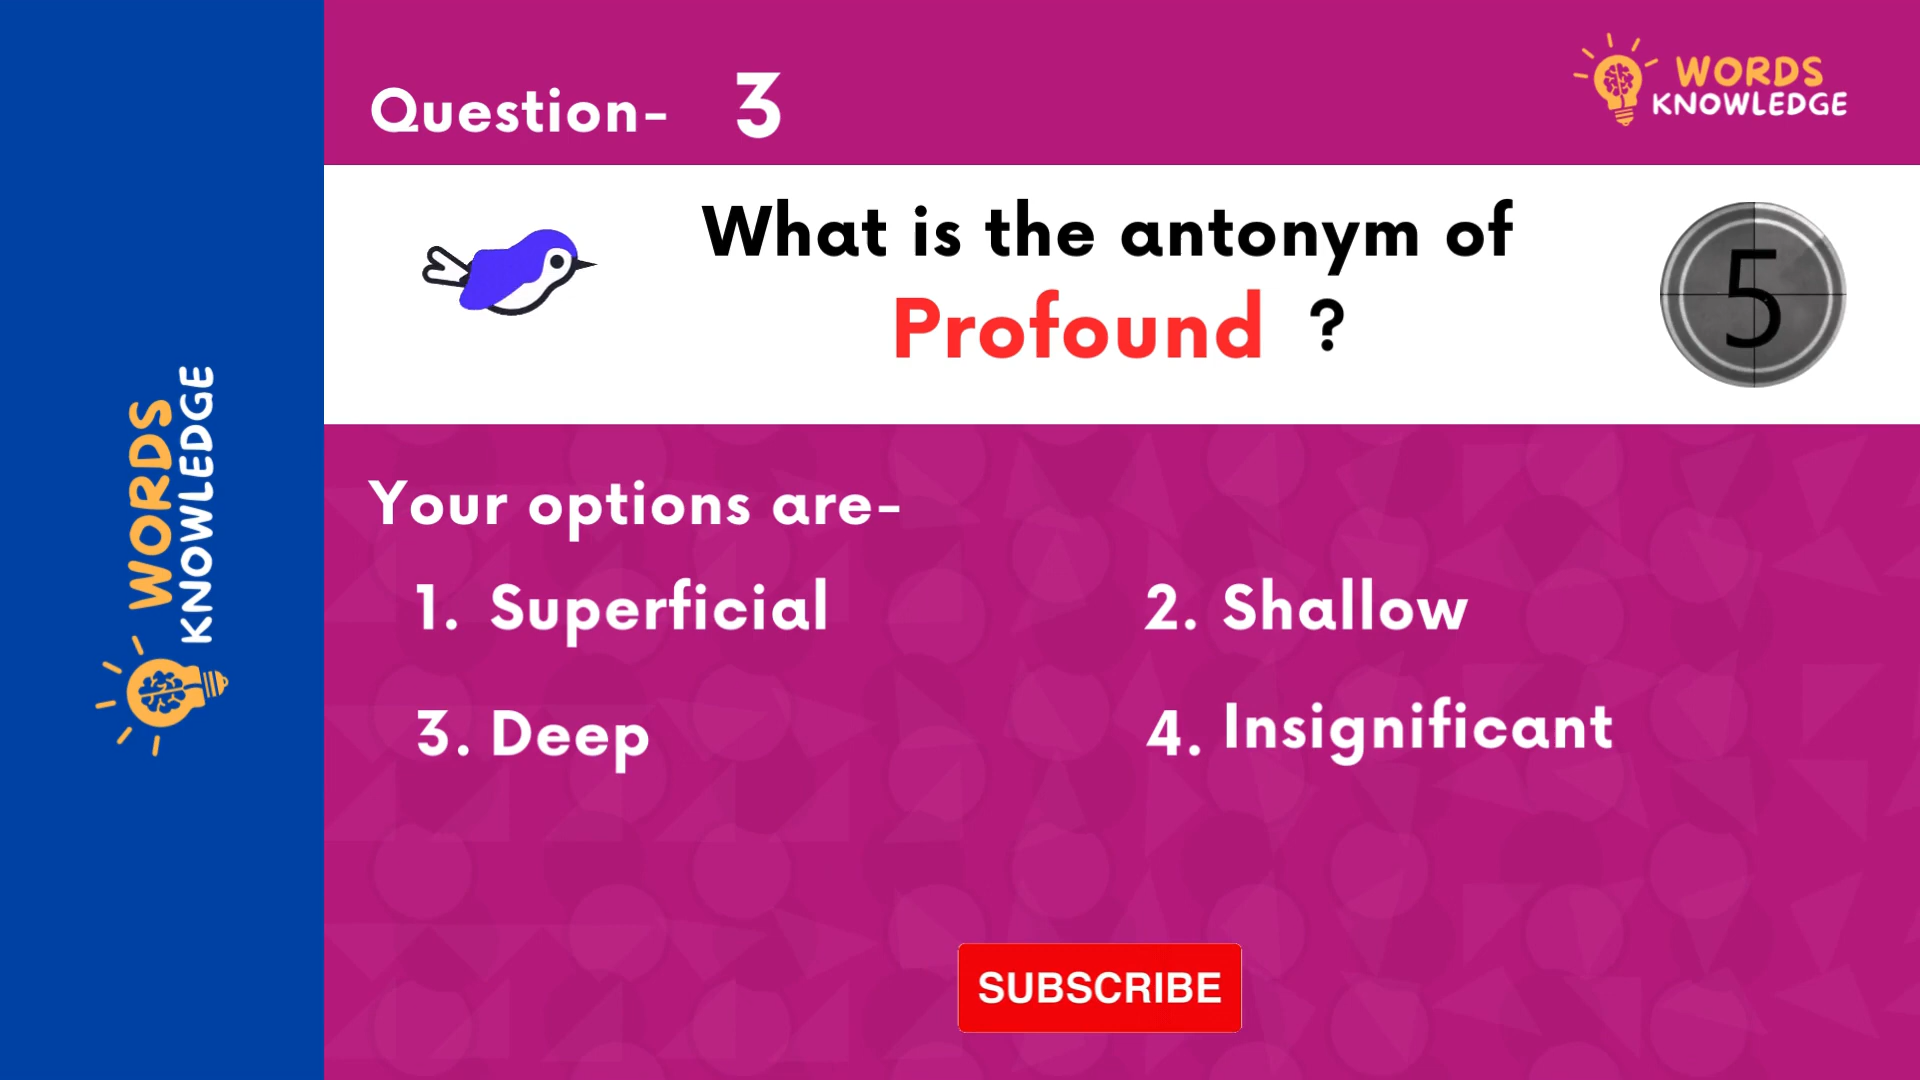 Question- 3
WORDS
KNOWLEDGE
What is the antonym of
Profound ?
5
WORDS
KNOWLEDGE
Your options are-
1. Superficial
2. Shallow
3. Deep
4. Insignificant
SUBSCRIBE